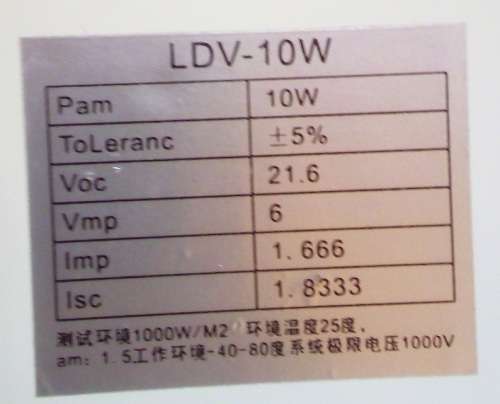 LDV-10W
Pam 10W
ToLeranc ±5%
Voc 21.6
Vmp 6
Imp 1.666
Isc 1.8333
测试环境1000W/M2 环境温度25度,
am: 1.5工作环境-40-80度系统极限电压1000V